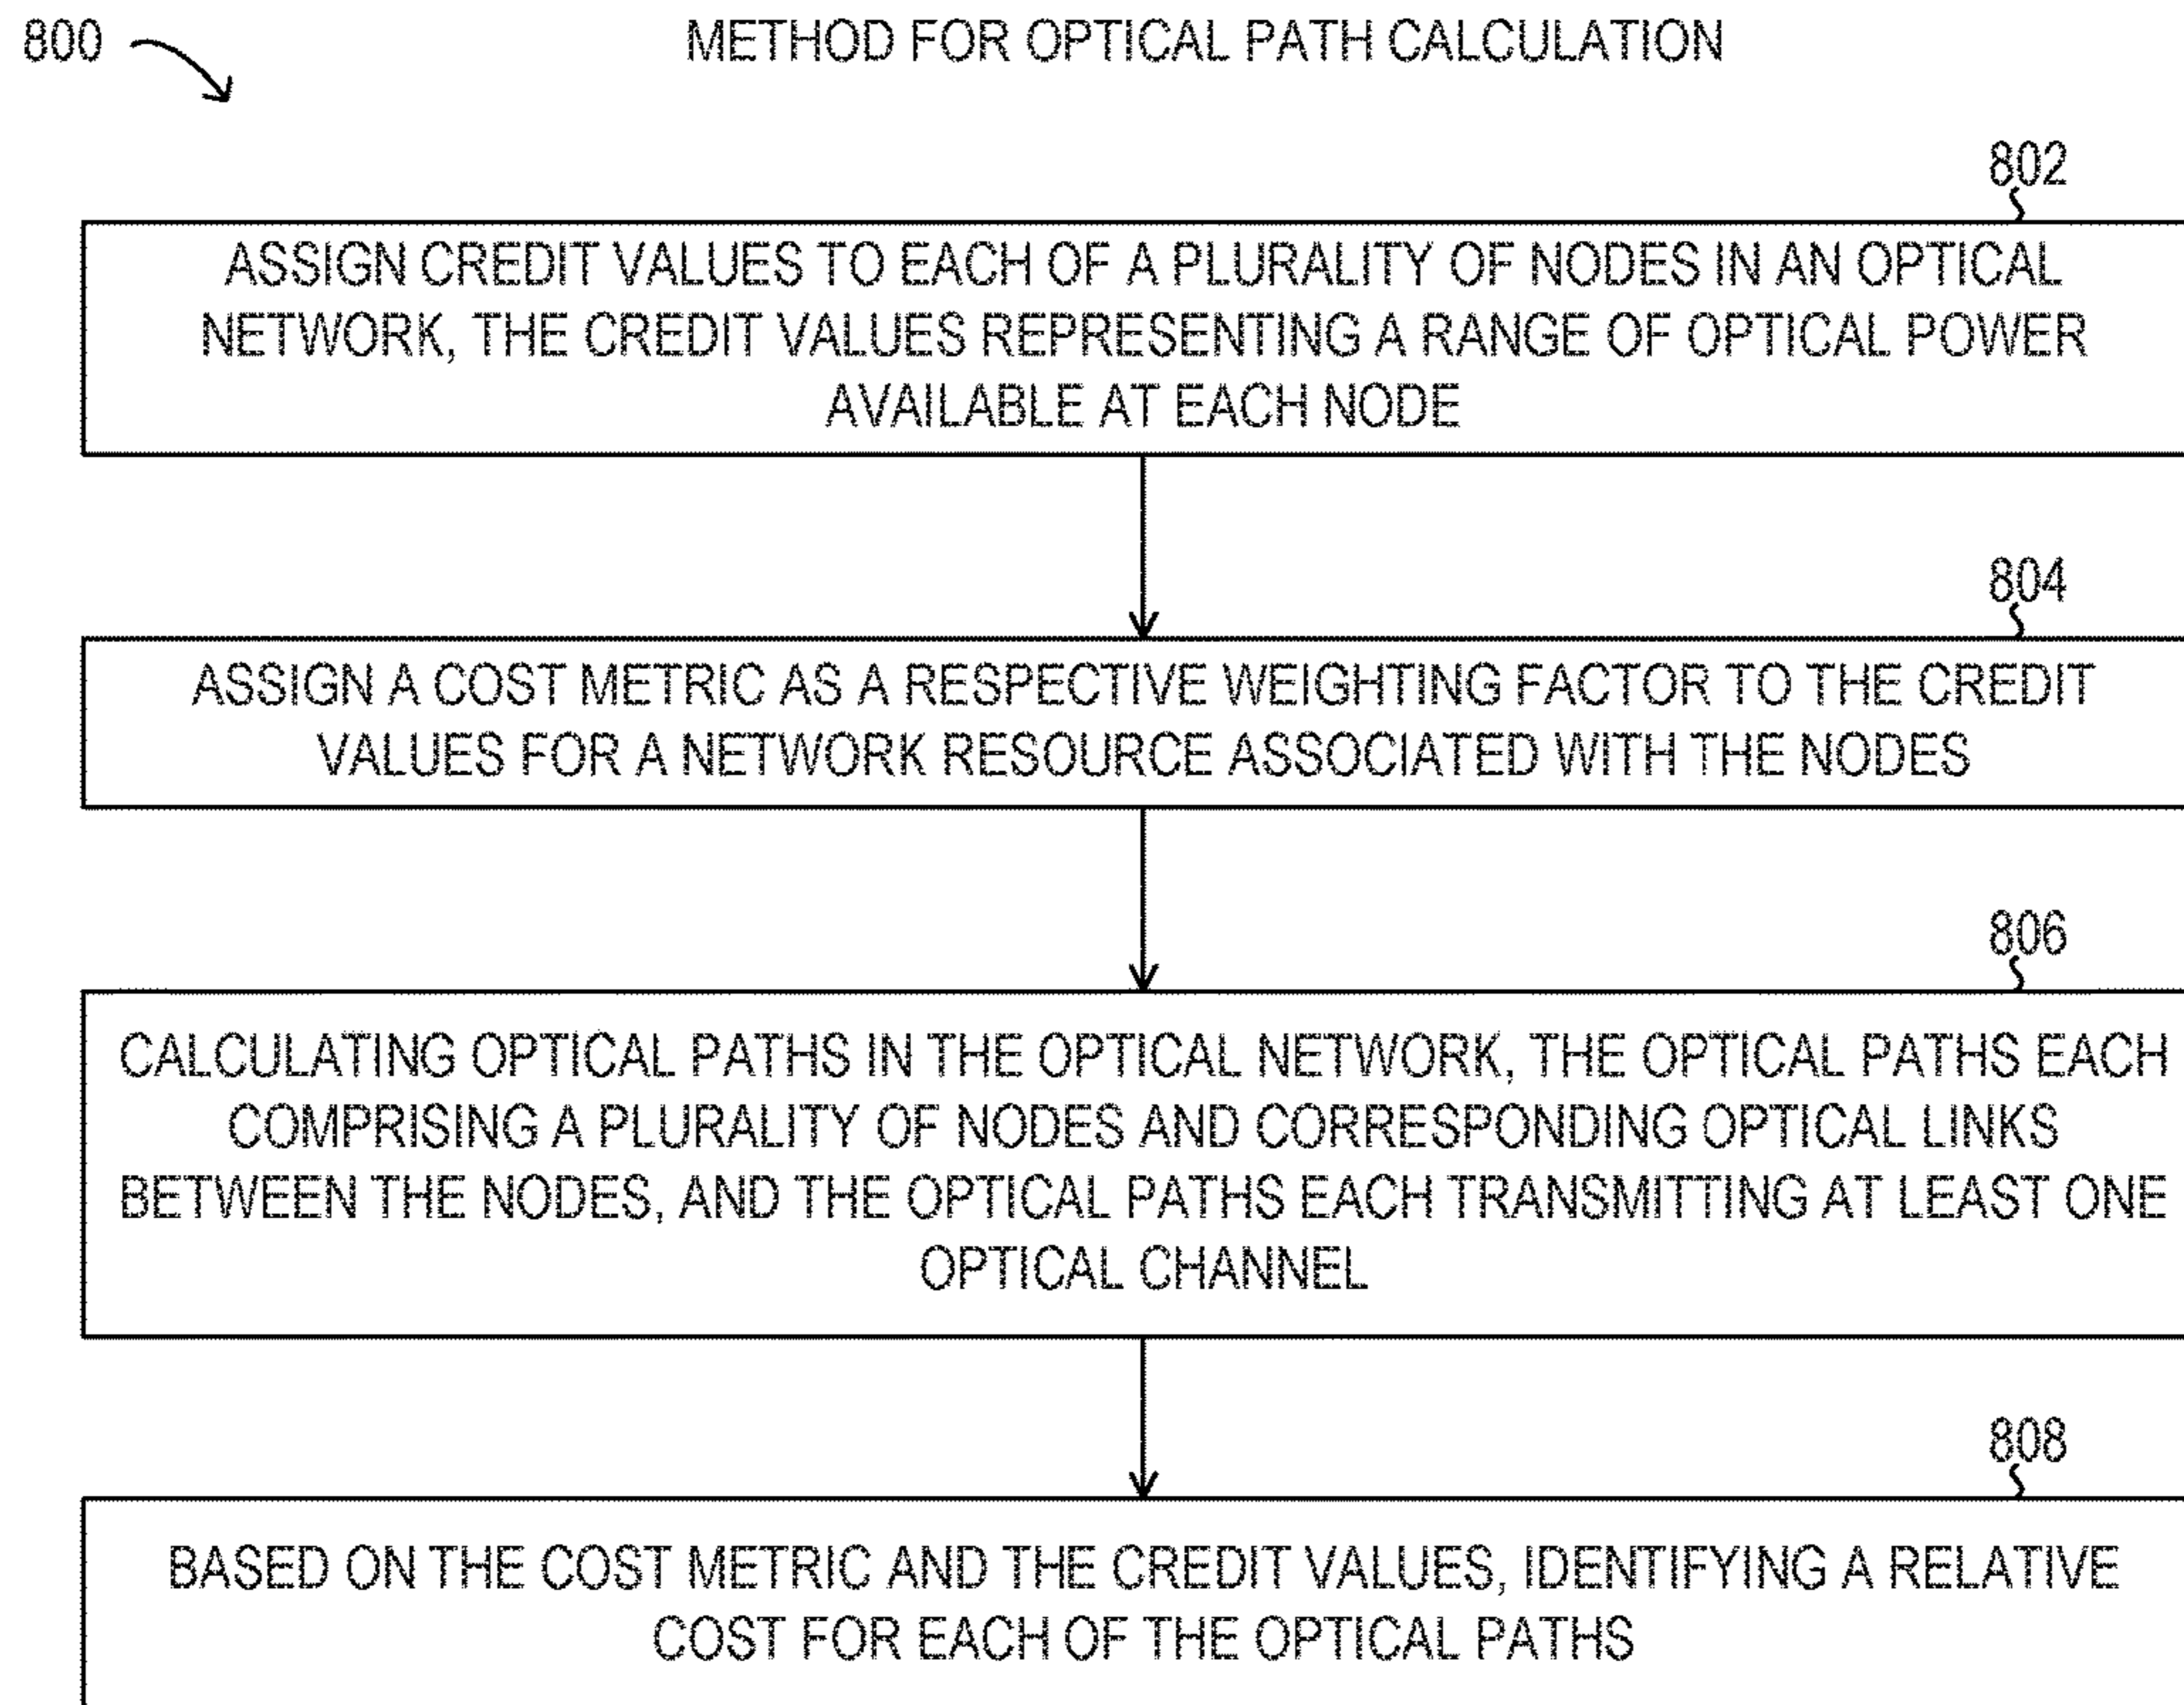 800
METHOD FOR OPTICAL PATH CALCULATION
802
ASSIGN CREDIT VALUES TO EACH OF A PLURALITY OF NODES IN AN OPTICAL
NETWORK, THE CREDIT VALUES REPRESENTING A RANGE OF OPTICAL POWER
AVAILABLE AT EACH NODE
804
ASSIGN A COST METRIC AS A RESPECTIVE WEIGHTING FACTOR TO THE CREDIT
VALUES FOR A NETWORK RESOURCE ASSOCIATED WITH THE NODES
806
CALCULATING OPTICAL PATHS IN THE OPTICAL NETWORK, THE OPTICAL PATHS EACH
COMPRISING A PLURALITY OF NODES AND CORRESPONDING OPTICAL LINKS
BETWEEN THE NODES, AND THE OPTICAL PATHS EACH TRANSMITTING AT LEAST ONE
OPTICAL CHANNEL
808
BASED ON THE COST METRIC AND THE CREDIT VALUES, IDENTIFYING A RELATIVE
COST FOR EACH OF THE OPTICAL PATHS